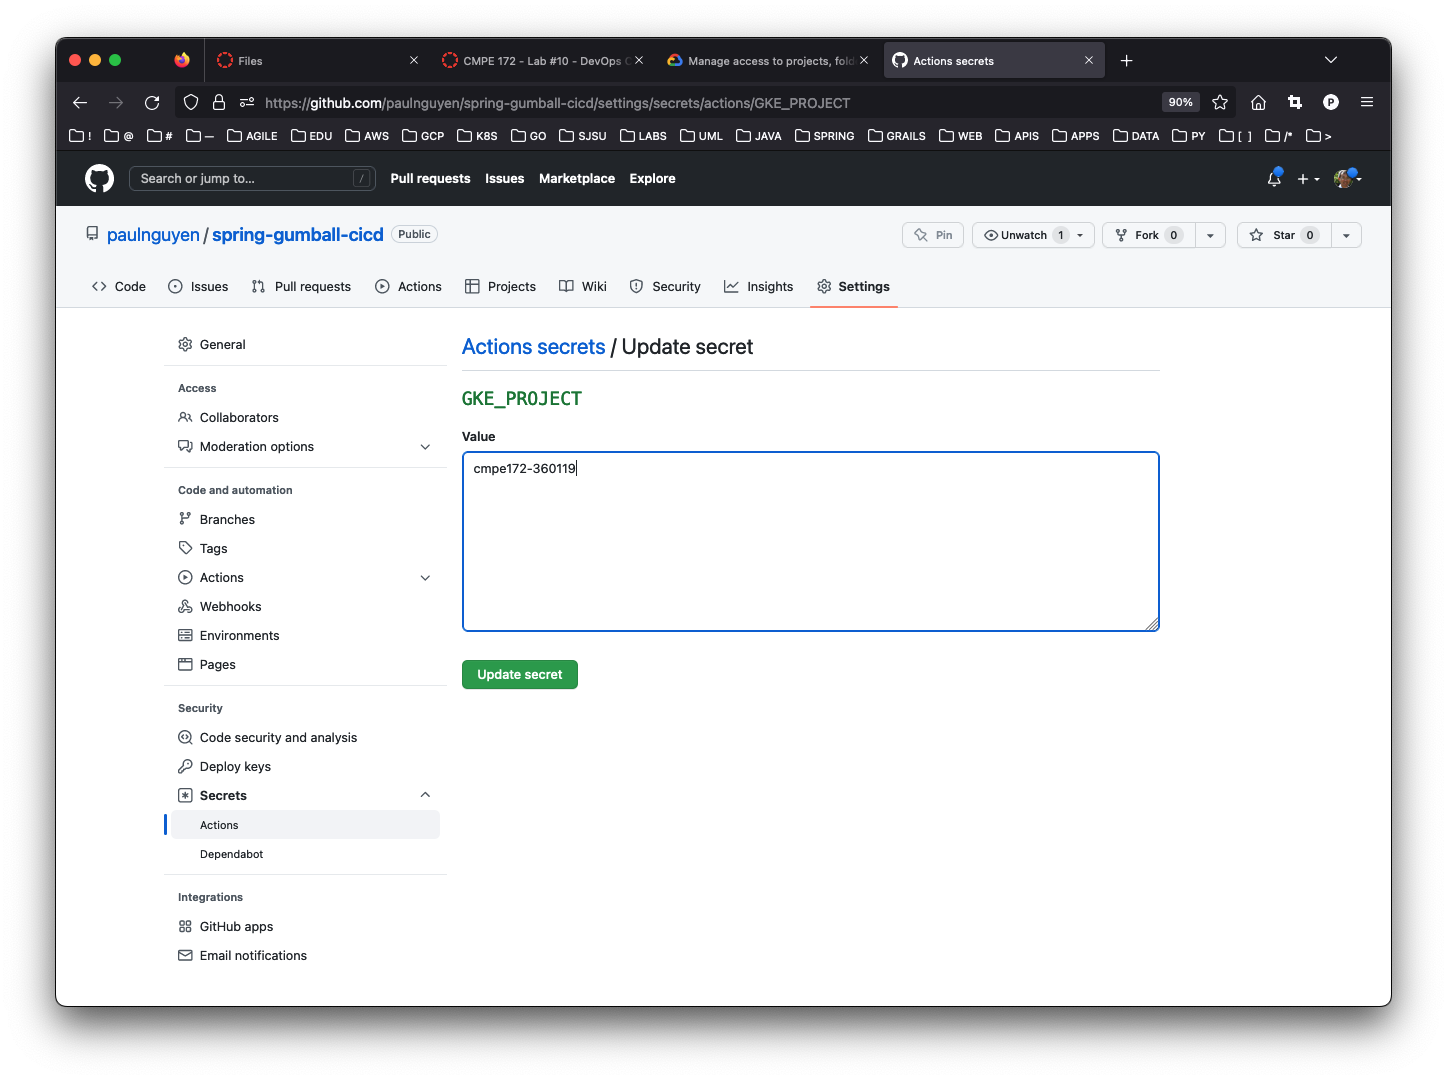 Files
CMPE 172 - Lab #10 - DevOps
Manage access to projects, fold
Actions secrets
https://github.com/paulnguyen/spring-gumball-cicd/settings/secrets/actions/GKE_PROJECT
90%
P
! @ # — AGILE EDU AWS GCP K8S GO SJSU LABS UML JAVA SPRING GRAILS WEB APIS APPS DATA PY [ ] /* >
Search or jump to... / Pull requests Issues Marketplace Explore
paulnguyen / spring-gumball-cicd Public Pin Unwatch 1 Fork 0 Star 0
Code Issues Pull requests Actions Projects Wiki Security Insights Settings
General
Access
Collaborators
Moderation options
Code and automation
Branches
Tags
Actions
Webhooks
Environments
Pages
Security
Code security and analysis
Deploy keys
Secrets
Actions
Dependabot
Integrations
GitHub apps
Email notifications
Actions secrets / Update secret
GKE_PROJECT
Value
cmpe172-360119
Update secret